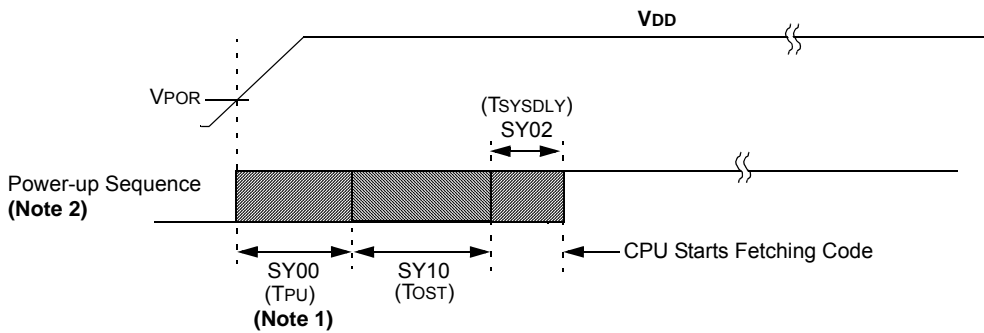 VDD
VPOR
(TSYSDLY)
SY02
Power-up Sequence
(Note 2)
CPU Starts Fetching Code
SY00
(TPU)
(Note 1)
SY10
(TOST)